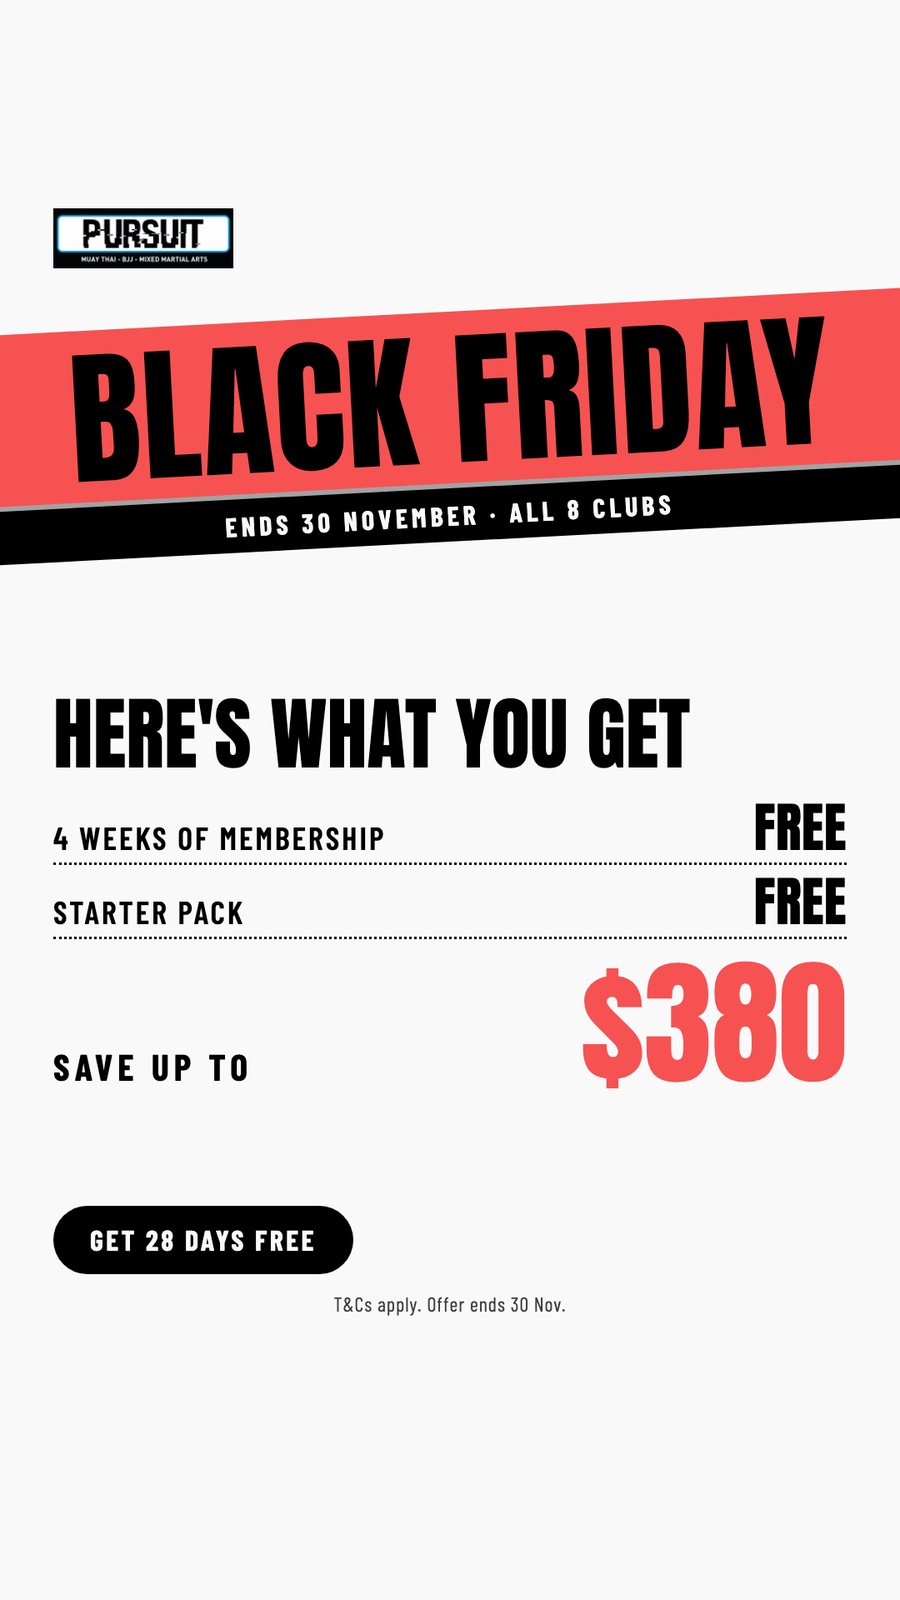 PURSUIT
MUAY THAI - BJJ - MIXED MARTIAL ARTS
BLACK FRIDAY
ENDS 30 NOVEMBER · ALL 8 CLUBS
HERE'S WHAT YOU GET
4 WEEKS OF MEMBERSHIP FREE
STARTER PACK FREE
SAVE UP TO $380
GET 28 DAYS FREE
T&Cs apply. Offer ends 30 Nov.